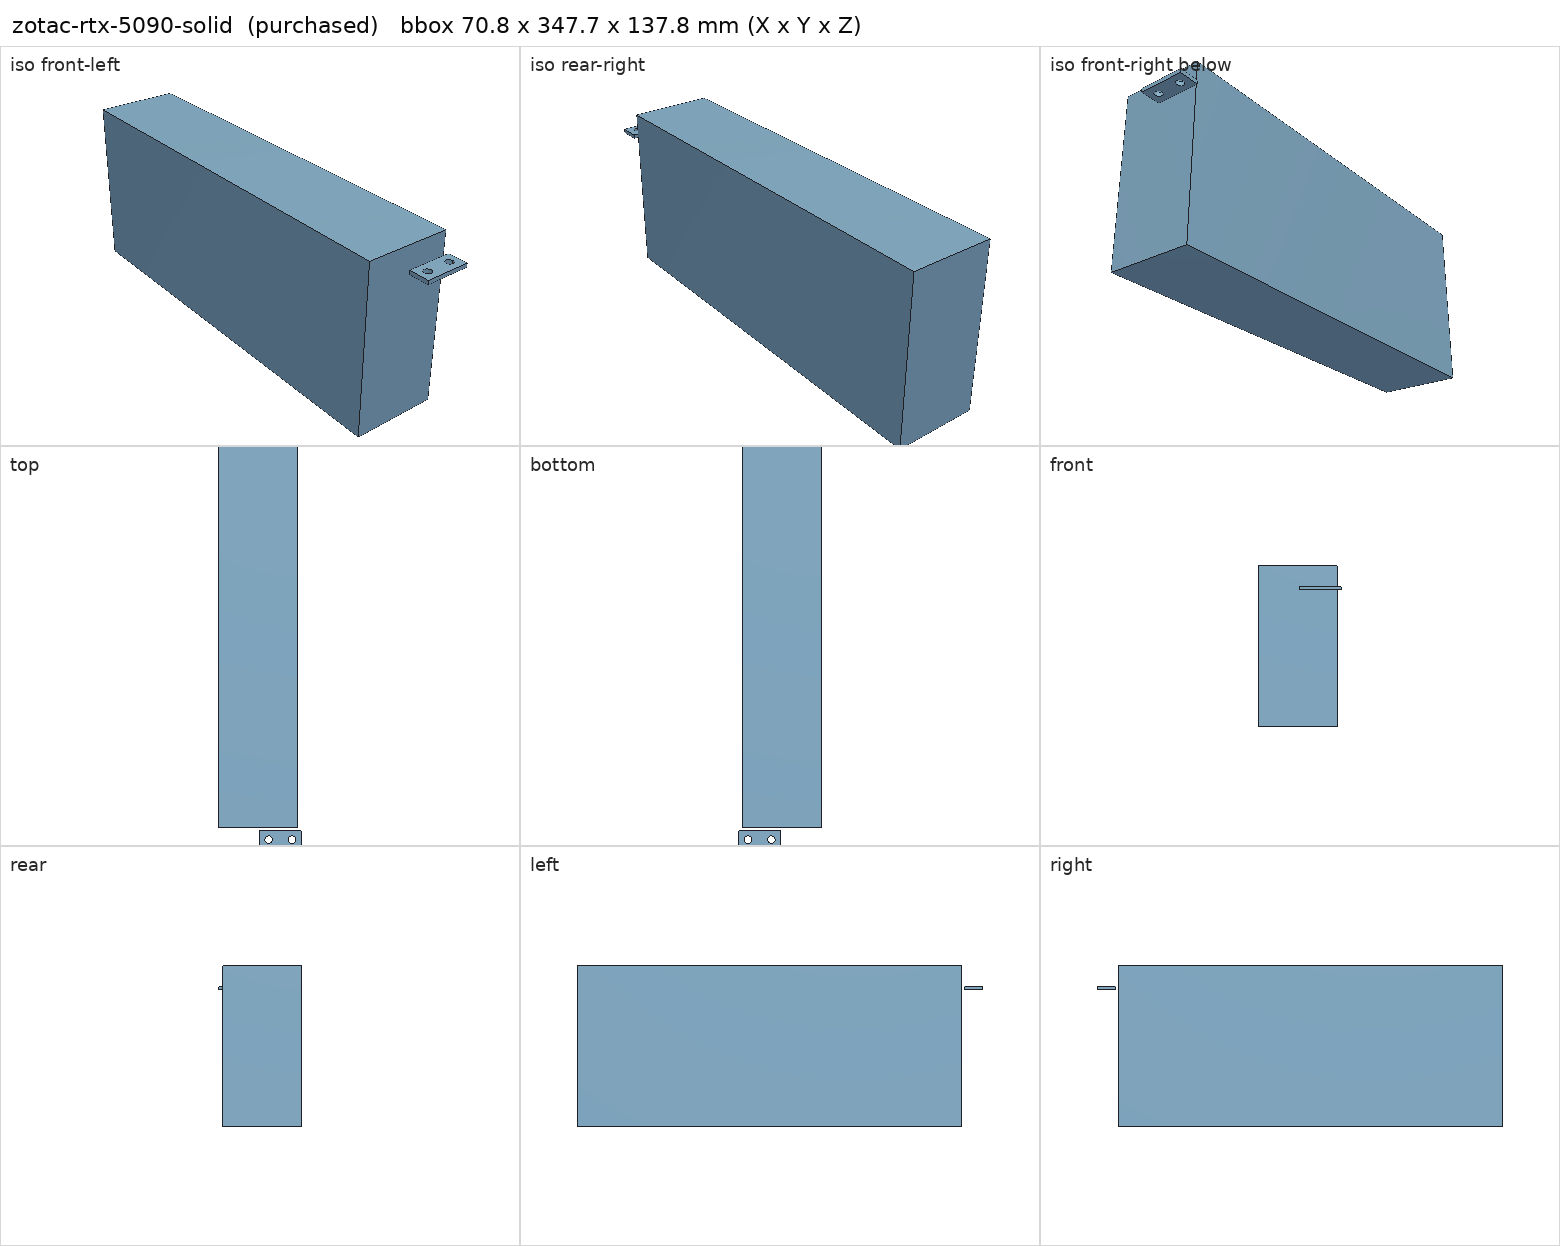 zotac-rtx-5090-solid  (purchased)   bbox 70.8 x 347.7 x 137.8 mm (X x Y x Z)
iso front-left
iso rear-right
iso front-right below
top
bottom
front
rear
left
right